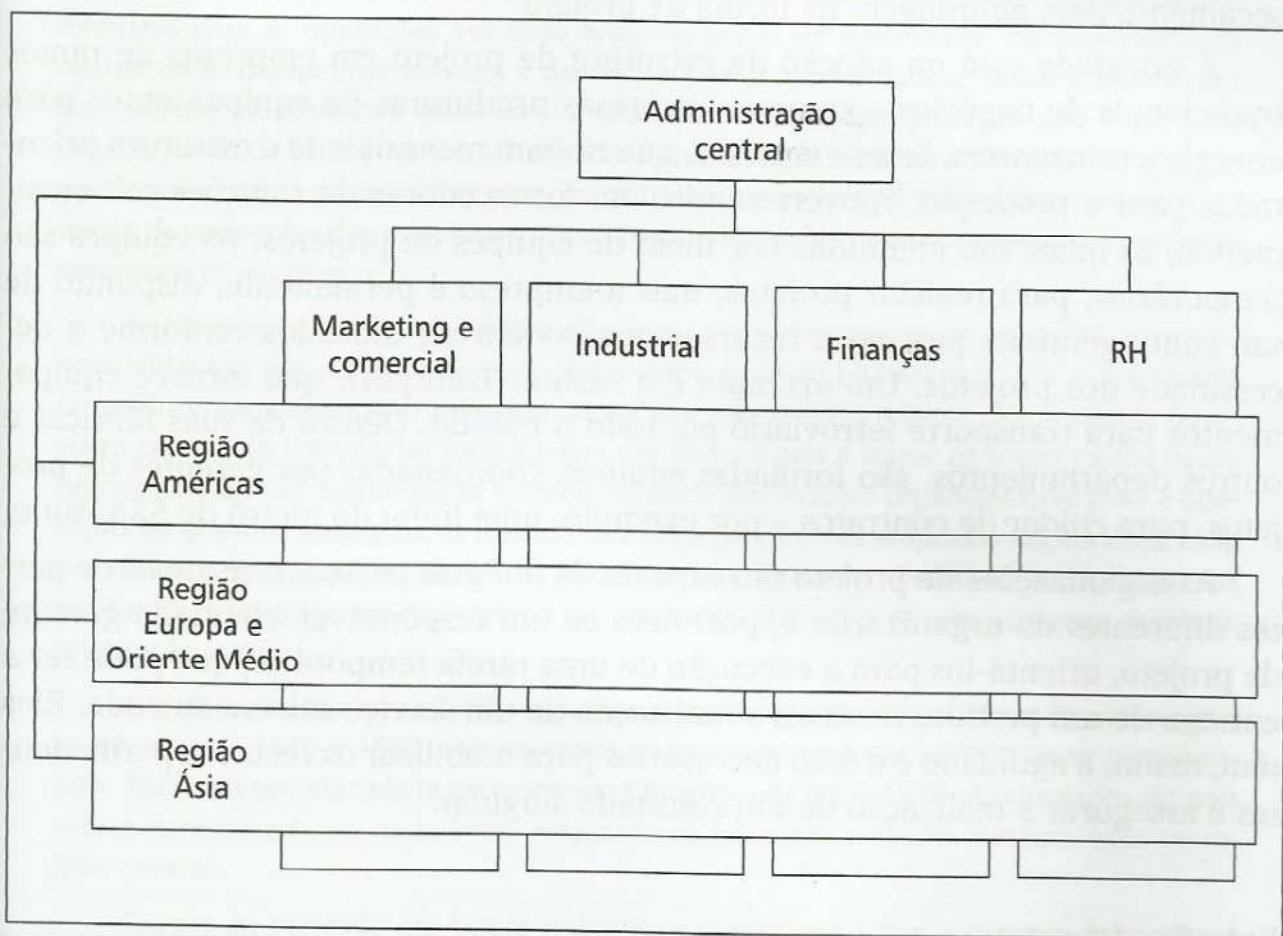 Administração
central
Marketing e
comercial
Industrial
Finanças
RH
Região
Américas
Região
Europa e
Oriente Médio
Região
Ásia